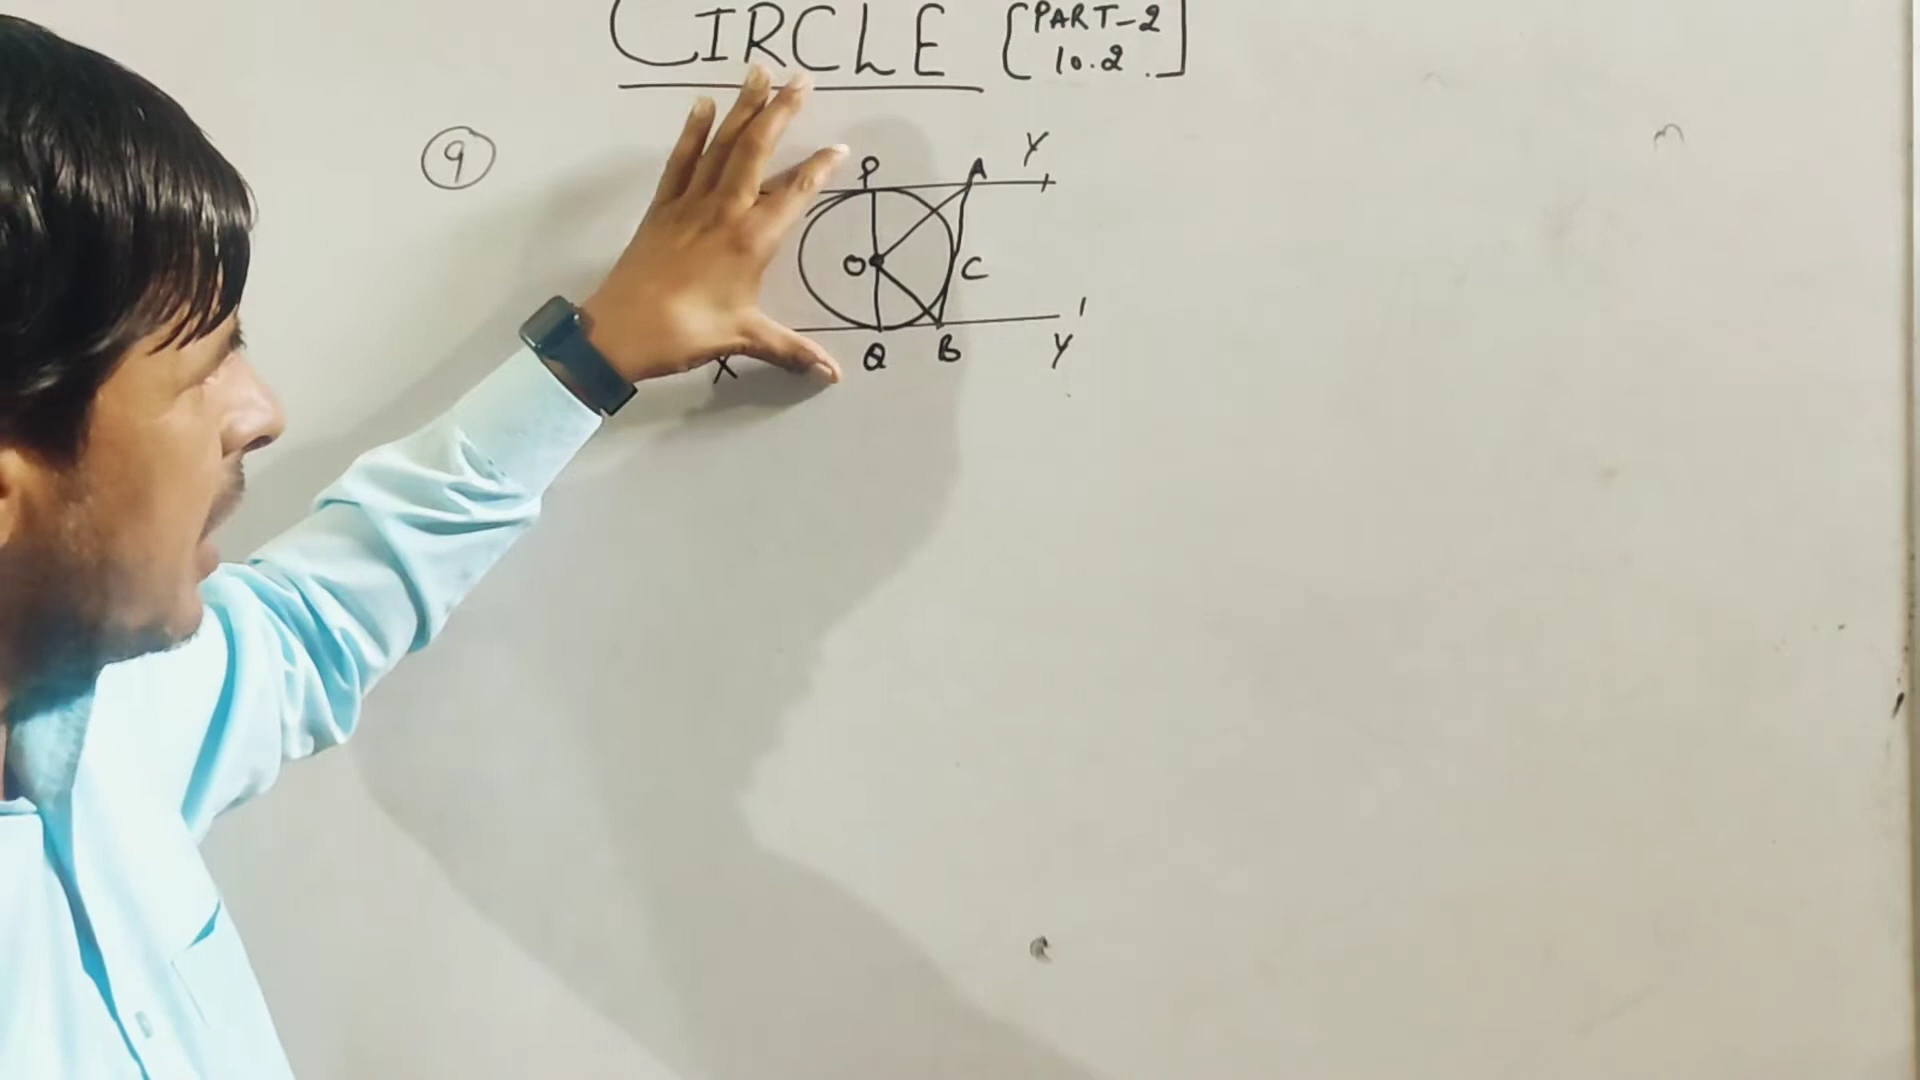 CIRCLE [PART-2
10.2.]
9
P A Y
O C
X Q B Y'